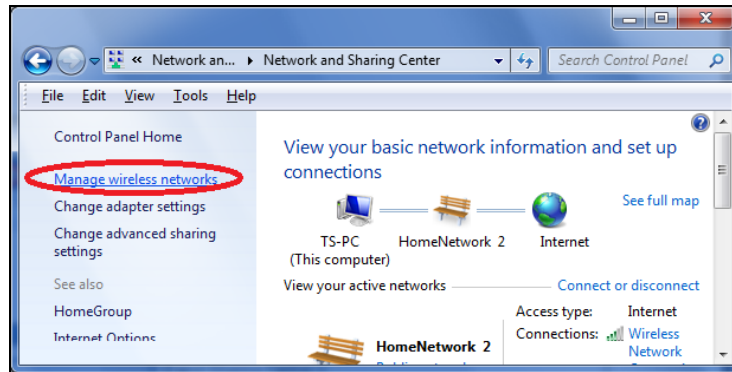 « Network an... ▸ Network and Sharing Center
Search Control Panel
File Edit View Tools Help
Control Panel Home
Manage wireless networks
Change adapter settings
Change advanced sharing
settings
See also
HomeGroup
Internet Options
View your basic network information and set up
connections
See full map
TS-PC
(This computer)
HomeNetwork 2
Internet
View your active networks
Connect or disconnect
HomeNetwork 2
Access type: Internet
Connections: Wireless
Network